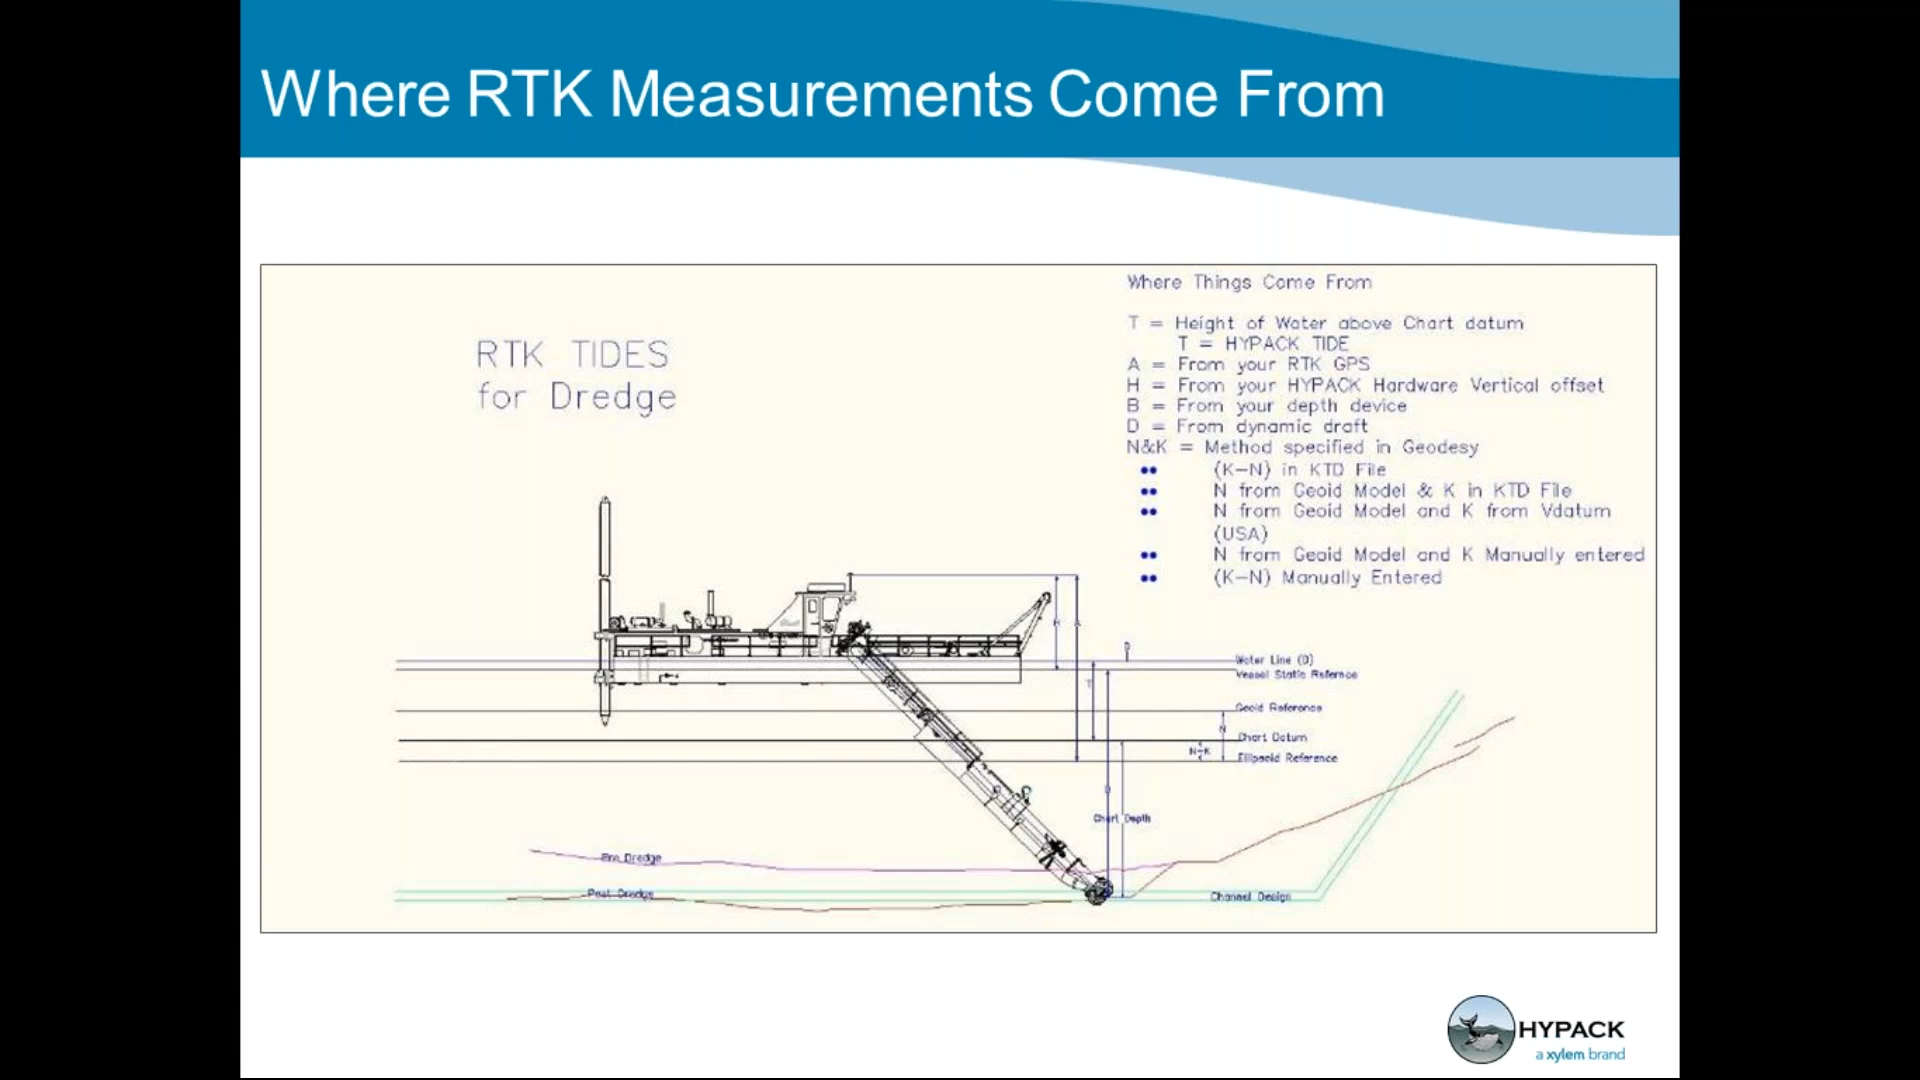 Where RTK Measurements Come From
RTK TIDES
for Dredge
Where Things Come From
T = Height of Water above Chart datum
T = HYPACK TIDE
A = From your RTK GPS
H = From your HYPACK Hardware Vertical offset
B = From your depth device
D = From dynamic draft
N&K = Method specified in Geodesy
(K-N) in KTD File
N from Geoid Model & K in KTD File
N from Geoid Model and K from Vdatum
(USA)
N from Geoid Model and K Manually entered
(K-N) Manually Entered
D
Water Line (D)
Vessel Static Refernce
T
Geoid Reference
N
Chart Datum
N-K
Ellipsoid Reference
Chart Depth
Pre Dredge
Post Dredge
Channel Design
HYPACK
a xylem brand